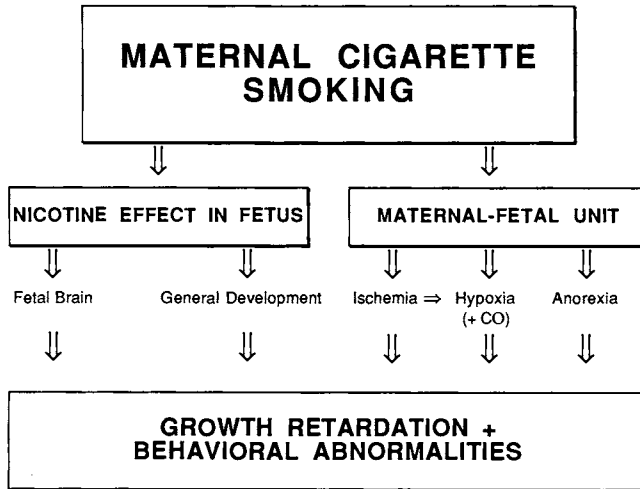 MATERNAL CIGARETTE
SMOKING
NICOTINE EFFECT IN FETUS
MATERNAL-FETAL UNIT
Fetal Brain
General Development
Ischemia ⇒ Hypoxia
(+ CO)
Anorexia
GROWTH RETARDATION +
BEHAVIORAL ABNORMALITIES